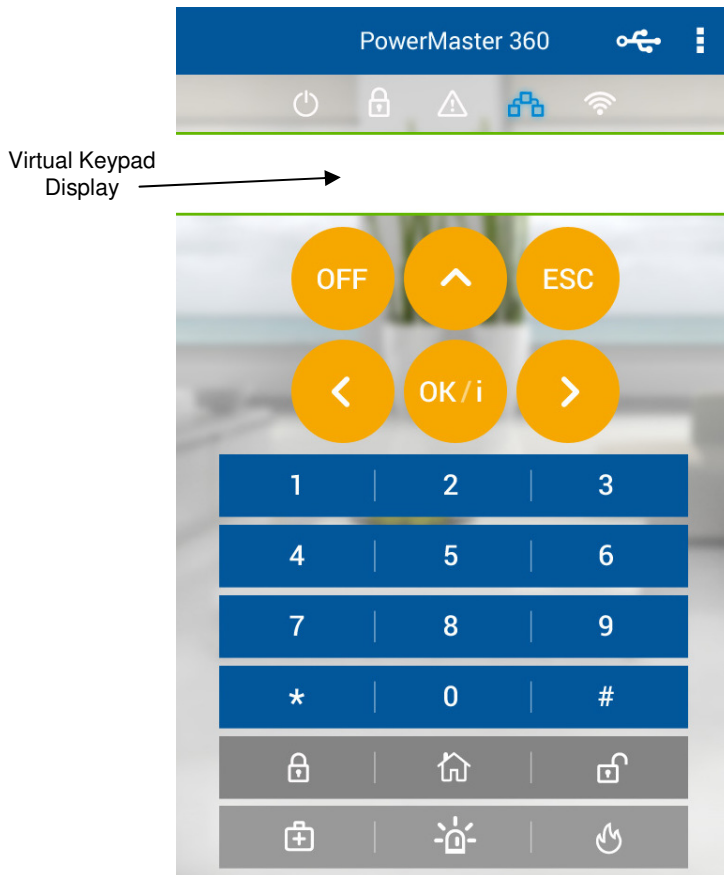 PowerMaster 360
Virtual Keypad
Display
OFF ESC
OK/i
1 2 3
4 5 6
7 8 9
* 0 #